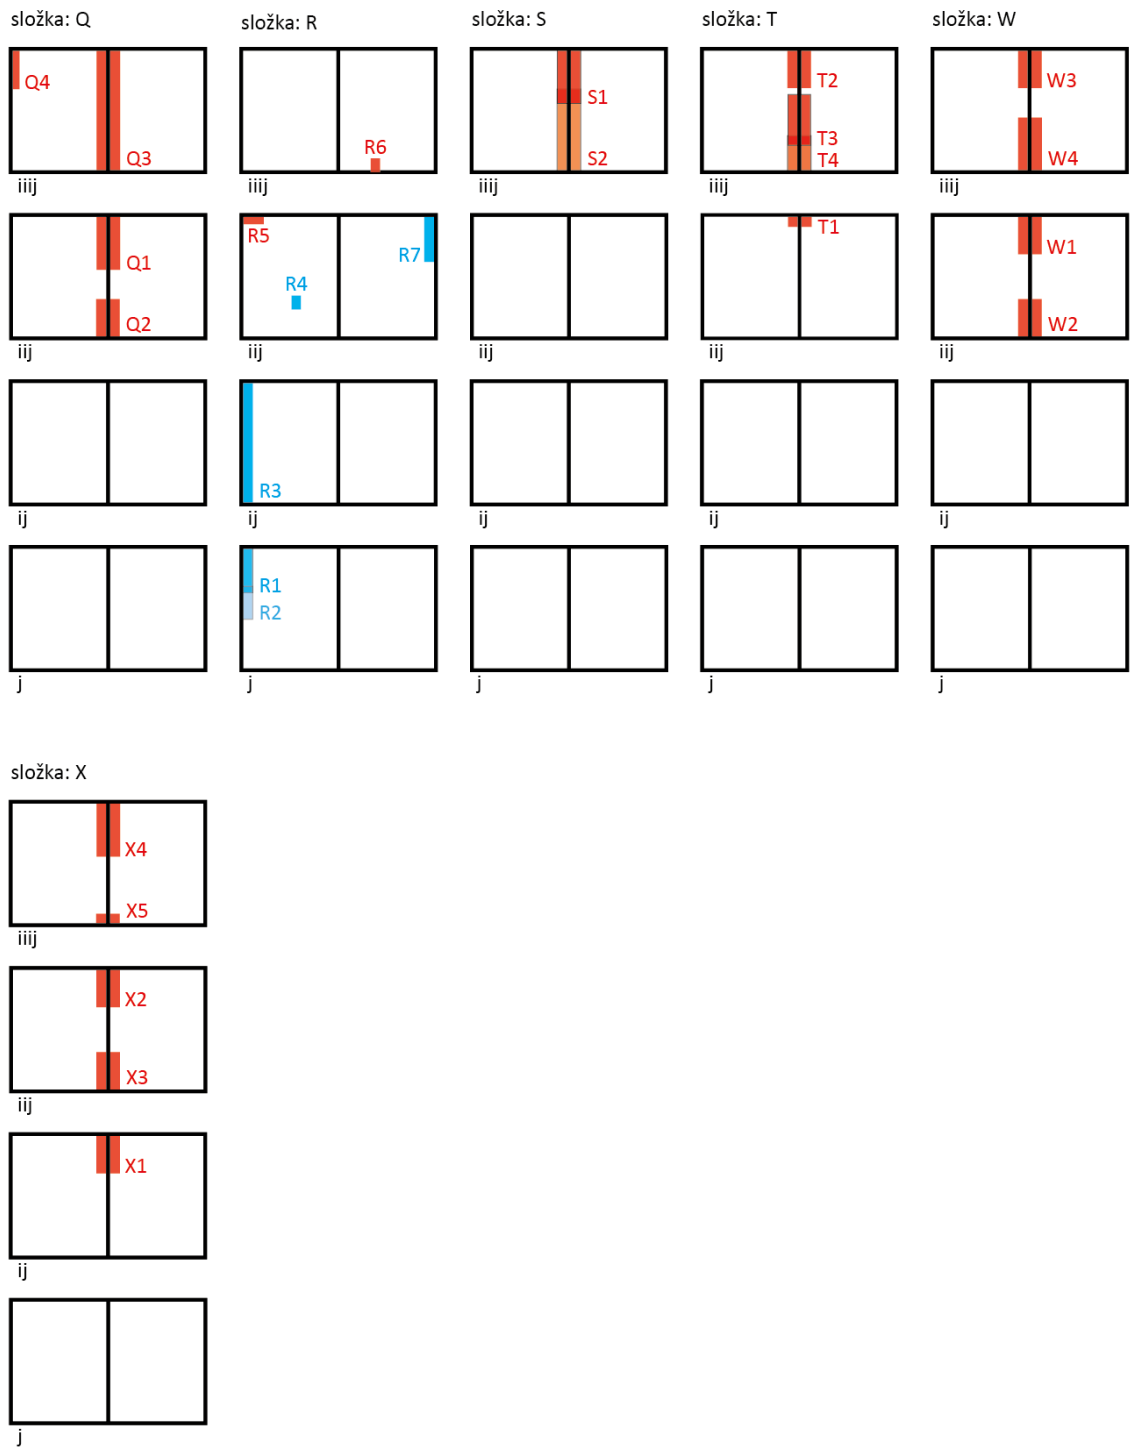 složka: Q
složka: R
složka: S
složka: T
složka: W
Q4
Q3
iiij
R6
iiij
S1
S2
iiij
T2
T3
T4
iiij
W3
W4
iiij
Q1
Q2
iij
R5
R7
R4
iij
iij
T1
iij
W1
W2
iij
ij
R3
ij
ij
ij
ij
j
R1
R2
j
j
j
j
složka: X
X4
X5
iiij
X2
X3
iij
X1
ij
j